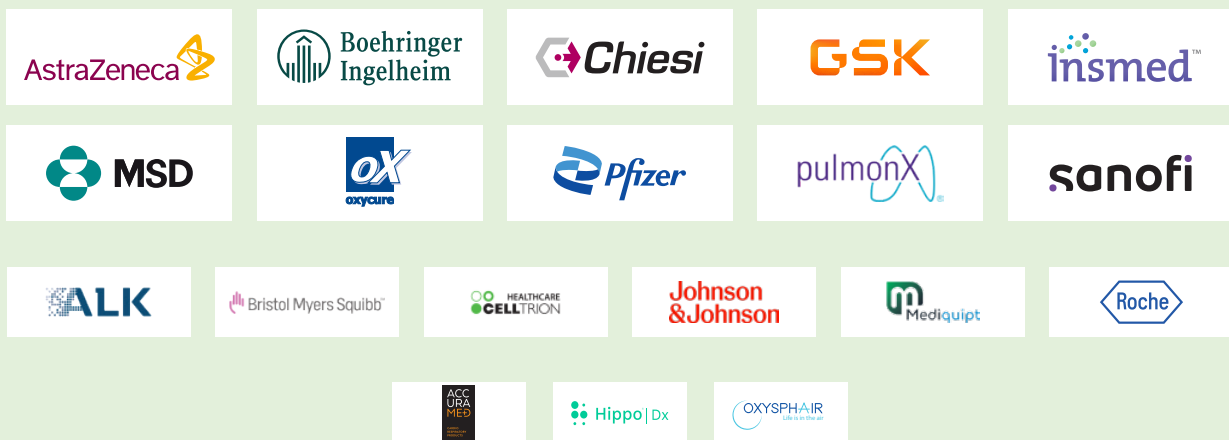 AstraZeneca
Boehringer
Ingelheim
Chiesi
GSK
insmed™
MSD
oX
oxycure
Pfizer
pulmonX®
sanofi
ALK
Bristol Myers Squibb™
HEALTHCARE
CELLTRION
Johnson
&Johnson
m
Mediquipt
Roche
ACC
URA
MED
Hippo|Dx
OXYSPHAIR
Life is in the air